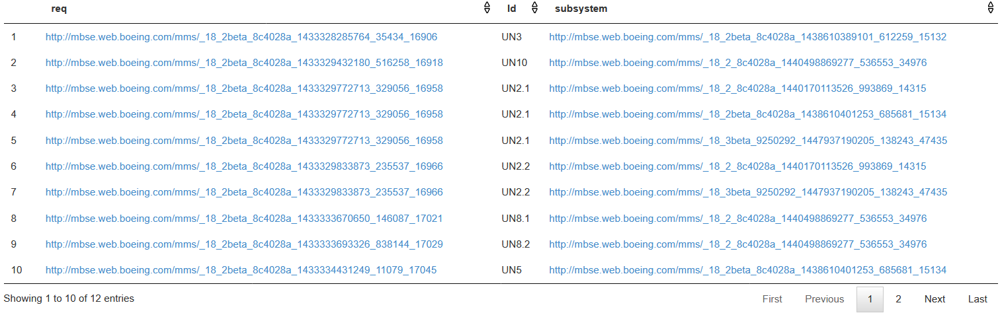 req Id subsystem
1 http://mbse.web.boeing.com/mms/_18_2beta_8c4028a_1433328285764_35434_16906 UN3 http://mbse.web.boeing.com/mms/_18_2beta_8c4028a_1438610389101_612259_15132
2 http://mbse.web.boeing.com/mms/_18_2beta_8c4028a_1433329432180_516258_16918 UN10 http://mbse.web.boeing.com/mms/_18_2_8c4028a_1440498869277_536553_34976
3 http://mbse.web.boeing.com/mms/_18_2beta_8c4028a_1433329772713_329056_16958 UN2.1 http://mbse.web.boeing.com/mms/_18_2_8c4028a_1440170113526_993869_14315
4 http://mbse.web.boeing.com/mms/_18_2beta_8c4028a_1433329772713_329056_16958 UN2.1 http://mbse.web.boeing.com/mms/_18_2beta_8c4028a_1438610401253_685681_15134
5 http://mbse.web.boeing.com/mms/_18_2beta_8c4028a_1433329772713_329056_16958 UN2.1 http://mbse.web.boeing.com/mms/_18_3beta_9250292_1447937190205_138243_47435
6 http://mbse.web.boeing.com/mms/_18_2beta_8c4028a_1433329833873_235537_16966 UN2.2 http://mbse.web.boeing.com/mms/_18_2_8c4028a_1440170113526_993869_14315
7 http://mbse.web.boeing.com/mms/_18_2beta_8c4028a_1433329833873_235537_16966 UN2.2 http://mbse.web.boeing.com/mms/_18_3beta_9250292_1447937190205_138243_47435
8 http://mbse.web.boeing.com/mms/_18_2beta_8c4028a_1433333670650_146087_17021 UN8.1 http://mbse.web.boeing.com/mms/_18_2_8c4028a_1440498869277_536553_34976
9 http://mbse.web.boeing.com/mms/_18_2beta_8c4028a_1433333693326_838144_17029 UN8.2 http://mbse.web.boeing.com/mms/_18_2_8c4028a_1440498869277_536553_34976
10 http://mbse.web.boeing.com/mms/_18_2beta_8c4028a_1433334431249_11079_17045 UN5 http://mbse.web.boeing.com/mms/_18_2beta_8c4028a_1438610401253_685681_15134
Showing 1 to 10 of 12 entries First Previous 1 2 Next Last